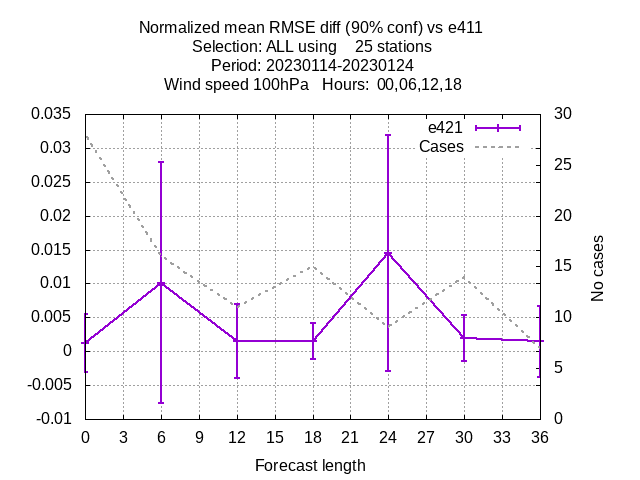 Normalized mean RMSE diff (90% conf) vs e411
Selection: ALL using    25 stations
Period: 20230114-20230124
Wind speed 100hPa   Hours:  00,06,12,18
e421
Cases
0.035
0.03
0.025
0.02
0.015
0.01
0.005
0
-0.005
-0.01
30
25
20
15
10
5
0
No cases
0 3 6 9 12 15 18 21 24 27 30 33 36
Forecast length